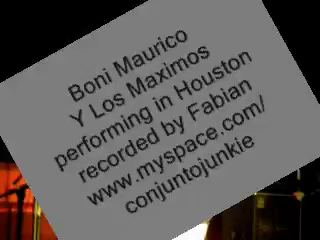 Boni Maurico
Y Los Maximos
performing in Houston
recorded by Fabian
www.myspace.com/
conjuntojunkie